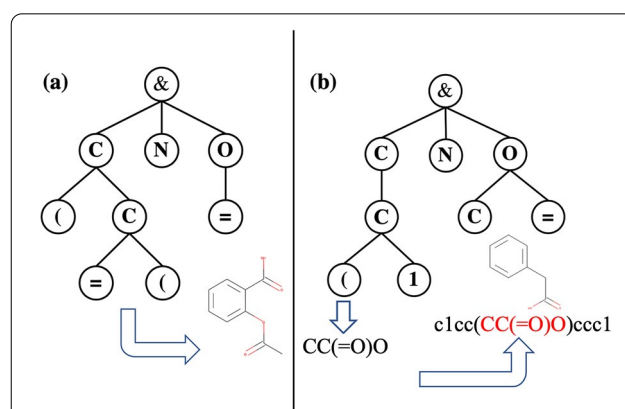 (a)
&
C N O
( C =
= (
(b)
&
C N O
C C =
( 1
CC(=O)O
c1cc(CC(=O)O)ccc1